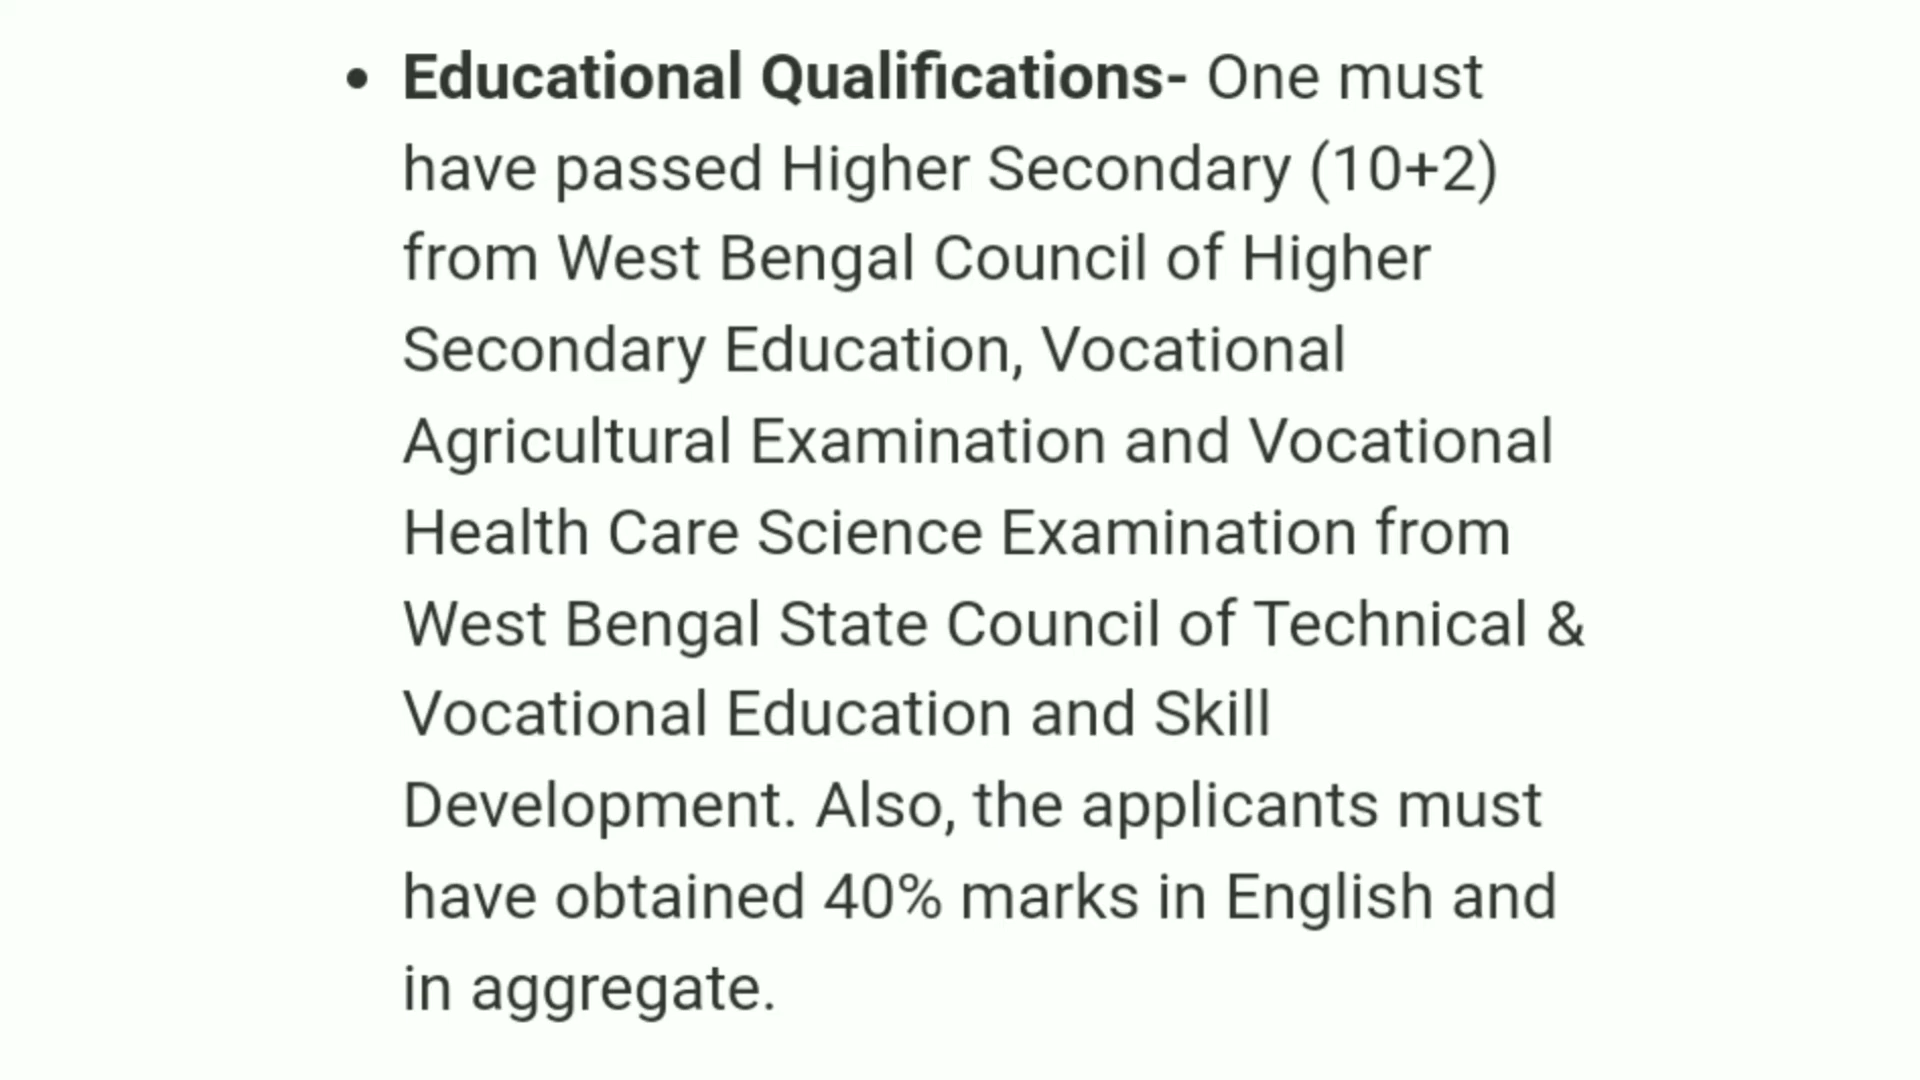 • Educational Qualifications- One must
have passed Higher Secondary (10+2)
from West Bengal Council of Higher
Secondary Education, Vocational
Agricultural Examination and Vocational
Health Care Science Examination from
West Bengal State Council of Technical &
Vocational Education and Skill
Development. Also, the applicants must
have obtained 40% marks in English and
in aggregate.